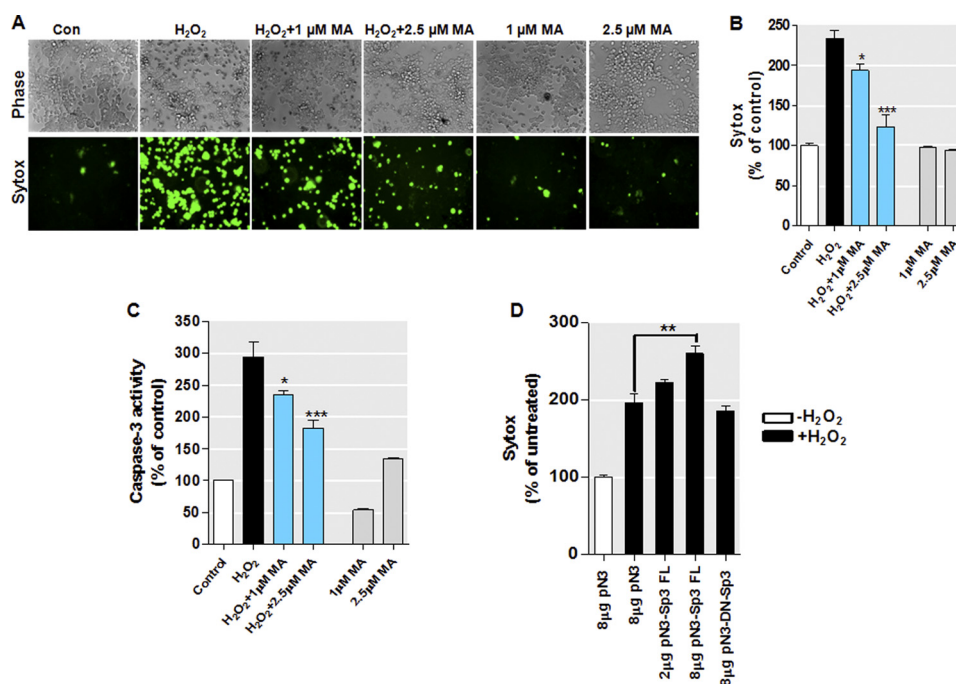 A
Con H₂O₂ H₂O₂+1 µM MA H₂O₂+2.5 µM MA 1 µM MA 2.5 µM MA
Phase
Sytox
B
Sytox
(% of control)
250
200
150
100
50
0
*
***
Control
H₂O₂
H₂O₂+1µM MA
H₂O₂+2.5µM MA
1µM MA
2.5µM MA
C
Caspase-3 activity
(% of control)
350
300
250
200
150
100
50
0
*
***
Control
H₂O₂
H₂O₂+1µM MA
H₂O₂+2.5µM MA
1µM MA
2.5µM MA
D
Sytox
(% of untreated)
300
200
100
0
**
8µg pN3
8µg pN3
2µg pN3-Sp3 FL
8µg pN3-Sp3 FL
8µg pN3-DN-Sp3
-H₂O₂
+H₂O₂